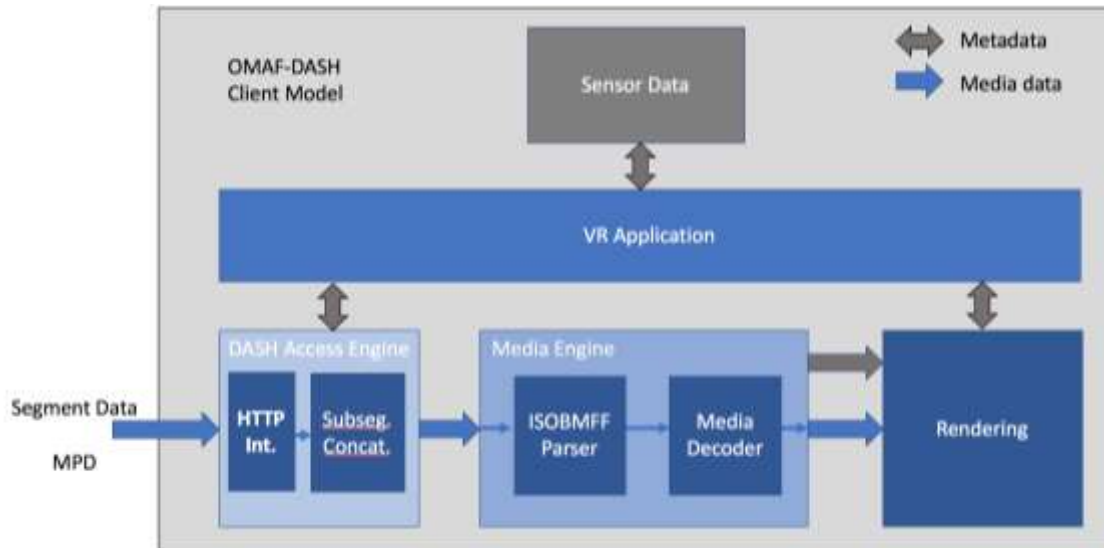 OMAF-DASH
Client Model
Sensor Data
Metadata
Media data
VR Application
DASH Access Engine
HTTP
Int.
Subseg.
Concat.
Media Engine
ISOBMFF
Parser
Media
Decoder
Rendering
Segment Data
MPD